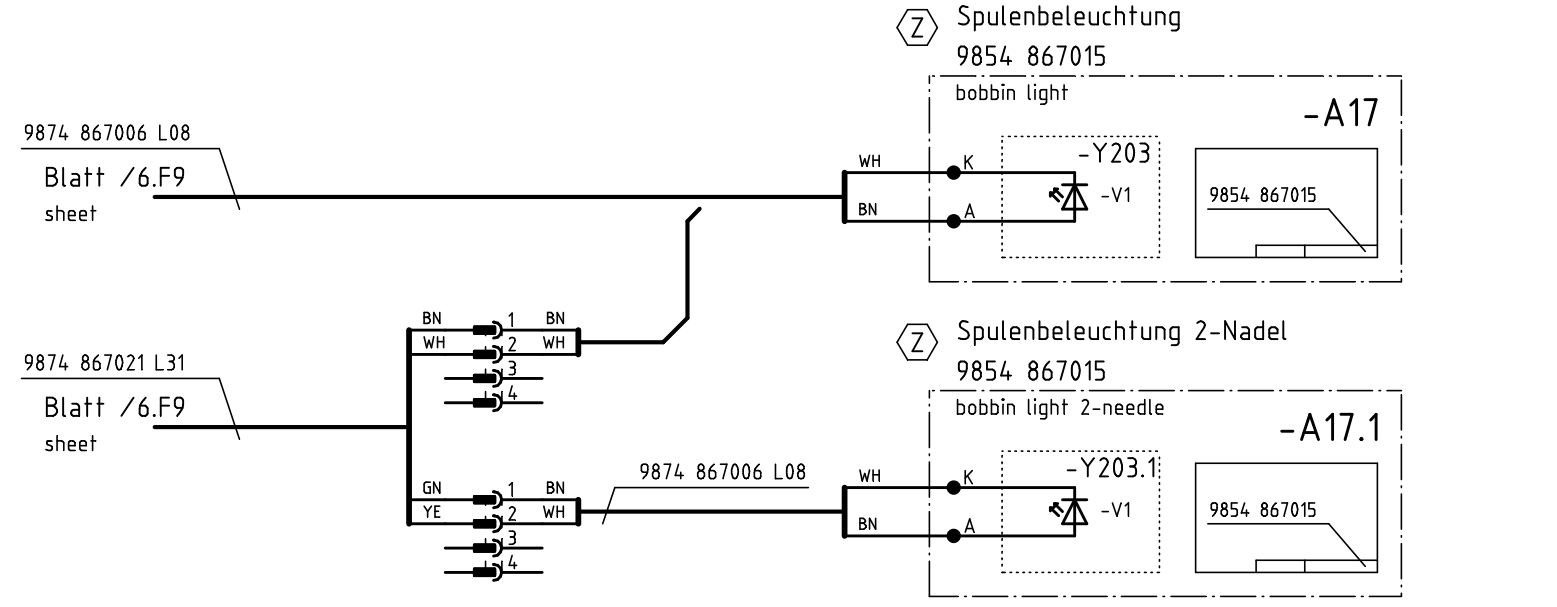 Z Spulenbeleuchtung
9854 867015
bobbin light
-A17
9874 867006 L08
Blatt /6.F9
sheet
WH K
-Y203
-V1
BN A
9854 867015
BN 1 BN
WH 2 WH
3
4
9874 867021 L31
Blatt /6.F9
sheet
Z Spulenbeleuchtung 2-Nadel
9854 867015
bobbin light 2-needle
-A17.1
9874 867006 L08
GN 1 BN
YE 2 WH
3
4
WH K
-Y203.1
-V1
BN A
9854 867015